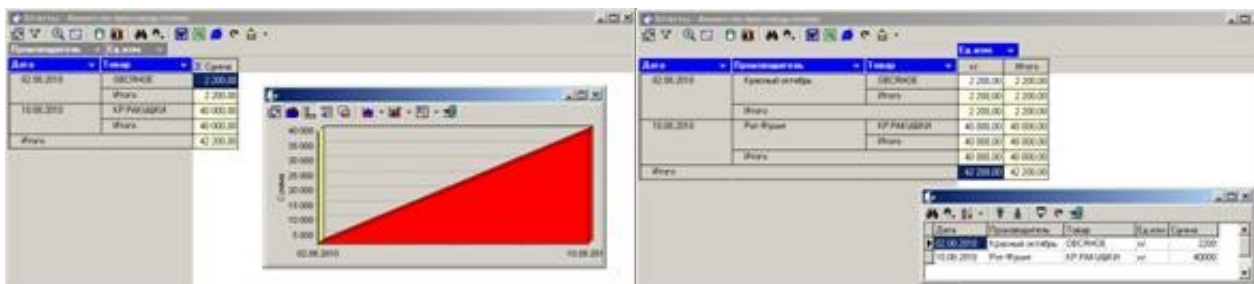 Производитель Ед.изм
Дата Товар Σ Сумма
02.08.2010 ОВСЯНОЕ 2 200,00
Итого 2 200,00
10.08.2010 КР.РАКУШКИ 40 000,00
Итого 40 000,00
Итого 42 200,00
40 000
35 000
30 000
25 000
20 000
15 000
10 000
5 000
Сумма
02.08.2010 10.08.201
Ед.изм
Дата Производитель Товар кг Итого
02.08.2010 Красный октябрь ОВСЯНОЕ 2 200,00 2 200,00
Итого 2 200,00 2 200,00
Итого 2 200,00 2 200,00
10.08.2010 Рот-Фронт КР.РАКУШКИ 40 000,00 40 000,00
Итого 40 000,00 40 000,00
Итого 40 000,00 40 000,00
Итого 42 200,00 42 200,00
Дата Производитель Товар Ед.изм Сумма
02.08.2010 Красный октябрь ОВСЯНОЕ кг 2200
10.08.2010 Рот-Фронт КР.РАКУШКИ кг 40000